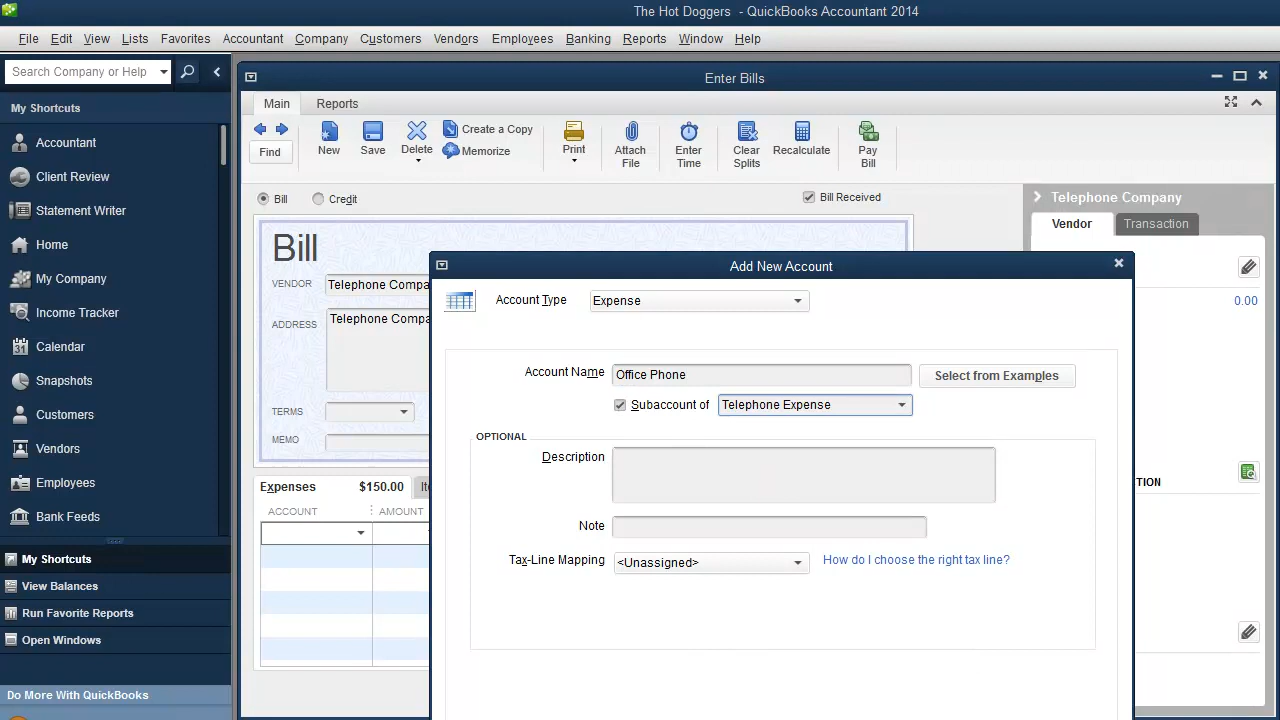 The Hot Doggers - QuickBooks Accountant 2014
File Edit View Lists Favorites Accountant Company Customers Vendors Employees Banking Reports Window Help
Search Company or Help
My Shortcuts
Accountant
Client Review
Statement Writer
Home
My Company
Income Tracker
Calendar
31
Snapshots
Customers
Vendors
Employees
Bank Feeds
My Shortcuts
View Balances
Run Favorite Reports
Open Windows
Do More With QuickBooks
Enter Bills
Main Reports
Find
New
Save
Delete
Create a Copy
Memorize
Print
Attach
File
Enter
Time
Clear
Splits
Recalculate
Pay
Bill
Bill Credit
Bill Received
Bill
VENDOR Telephone Compa
ADDRESS Telephone Compa
TERMS
MEMO
Expenses $150.00
ACCOUNT AMOUNT
Telephone Company
Vendor Transaction
0.00
TION
Add New Account
Account Type Expense
Account Name Office Phone Select from Examples
Subaccount of Telephone Expense
OPTIONAL
Description
Note
Tax-Line Mapping <Unassigned> How do I choose the right tax line?